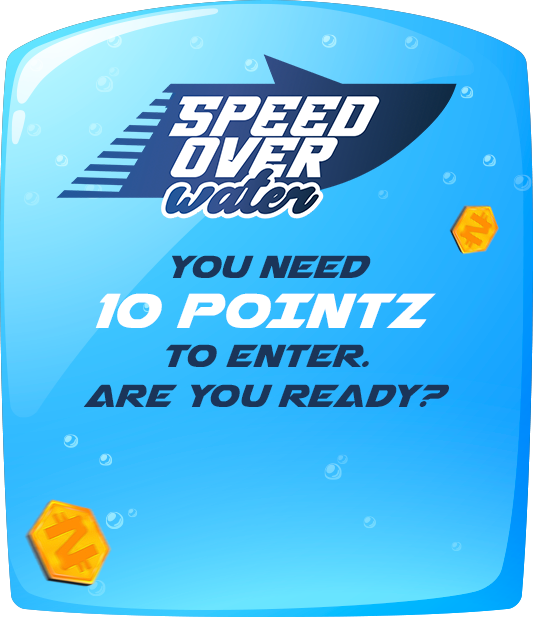 SPEED
OVER
water
YOU NEED
10 POINTZ
TO ENTER.
ARE YOU READY?